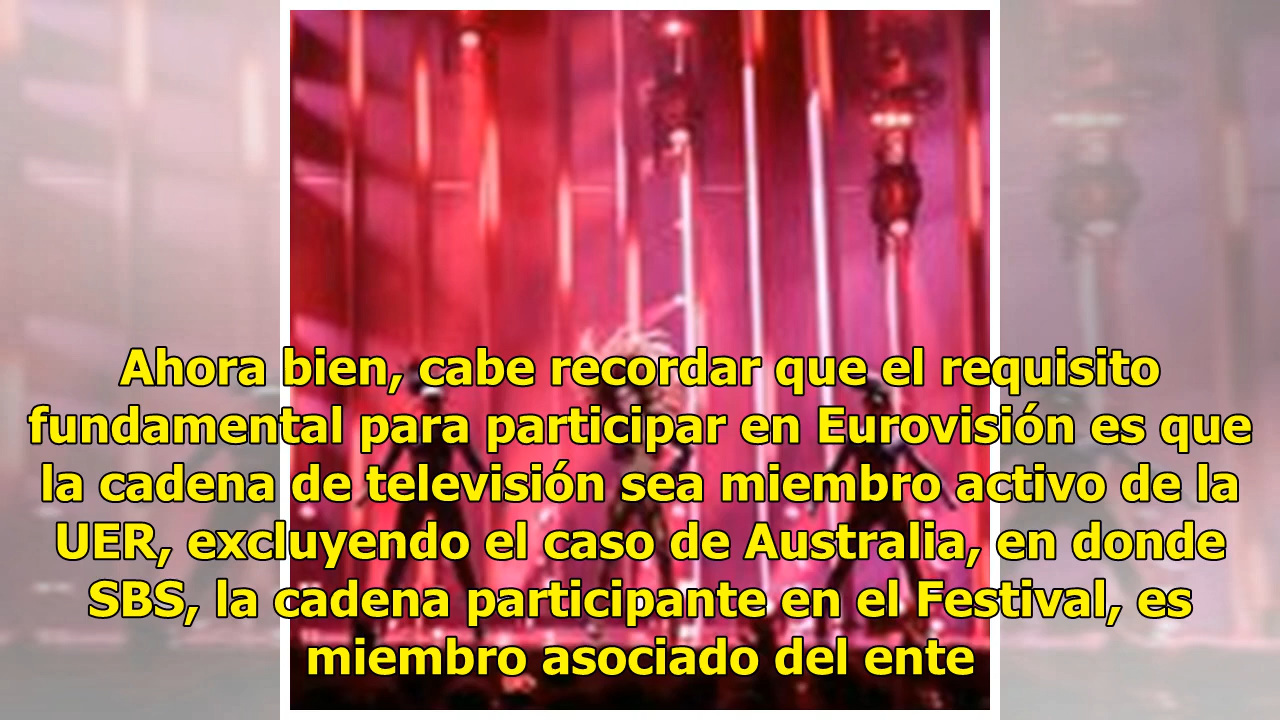 Ahora bien, cabe recordar que el requisito
fundamental para participar en Eurovisión es que
la cadena de televisión sea miembro activo de la
UER, excluyendo el caso de Australia, en donde
SBS, la cadena participante en el Festival, es
miembro asociado del ente